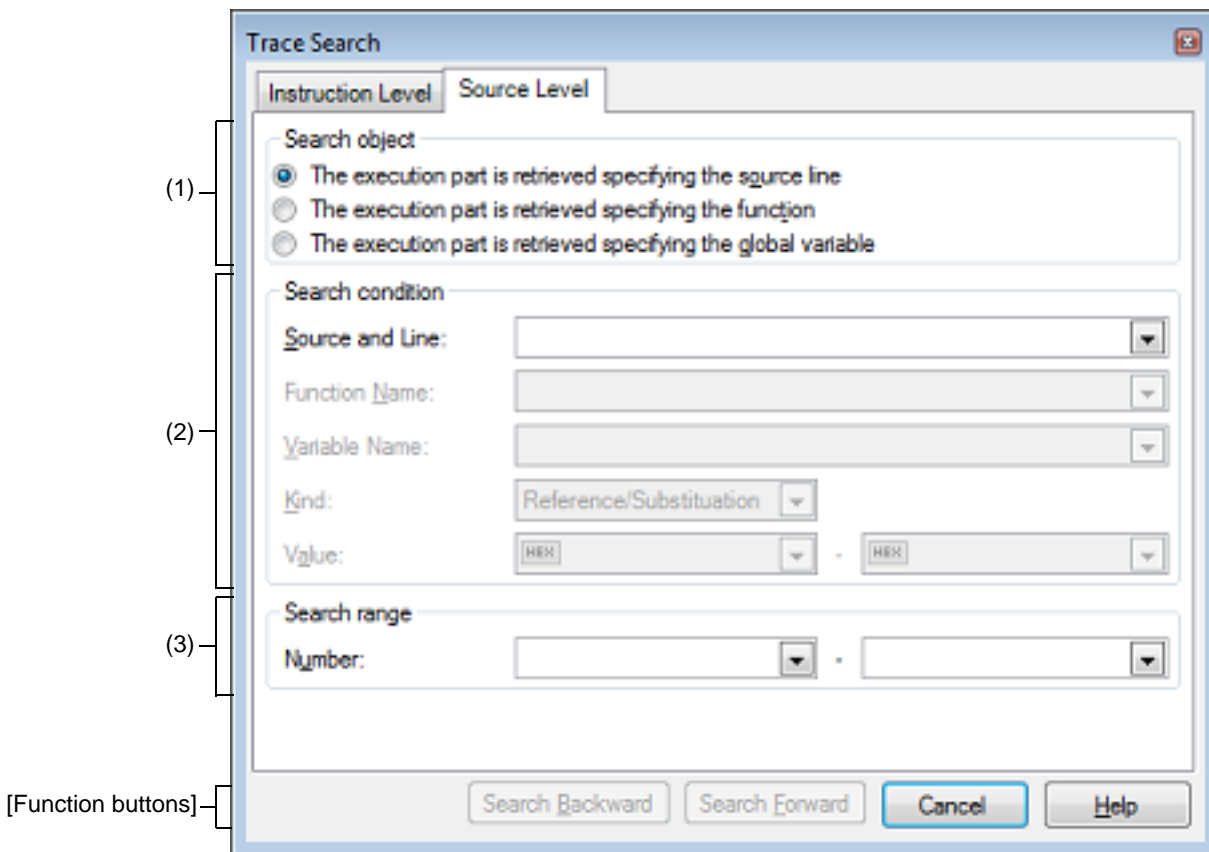 Trace Search
Instruction Level Source Level
(1)
Search object
The execution part is retrieved specifying the source line
The execution part is retrieved specifying the function
The execution part is retrieved specifying the global variable
(2)
Search condition
Source and Line:
Function Name:
Variable Name:
Kind: Reference/Substituation
Value: HEX - HEX
(3)
Search range
Number: -
[Function buttons]
Search Backward Search Forward Cancel Help